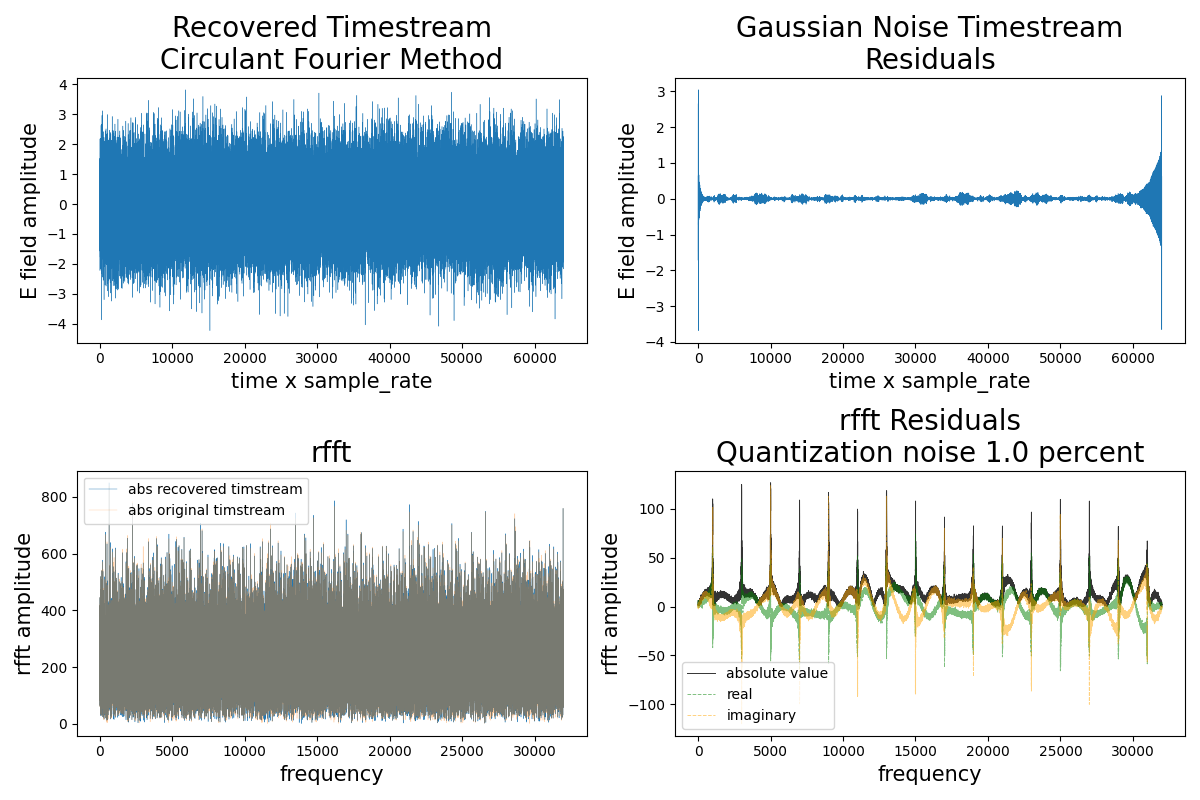 Recovered Timestream
Circulant Fourier Method
E field amplitude
4
3
2
1
0
−1
−2
−3
−4
0 10000 20000 30000 40000 50000 60000
time x sample_rate
Gaussian Noise Timestream
Residuals
E field amplitude
3
2
1
0
−1
−2
−3
−4
0 10000 20000 30000 40000 50000 60000
time x sample_rate
rfft
rfft amplitude
800
600
400
200
0
abs recovered timstream
abs original timstream
0 5000 10000 15000 20000 25000 30000
frequency
rfft Residuals
Quantization noise 1.0 percent
rfft amplitude
100
50
0
−50
−100
absolute value
real
imaginary
0 5000 10000 15000 20000 25000 30000
frequency